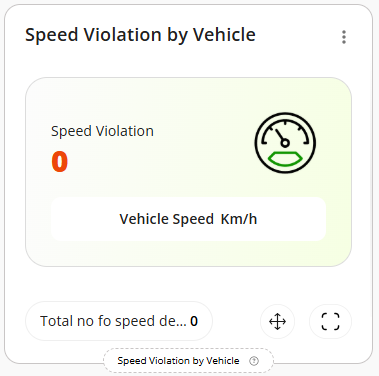 Speed Violation by Vehicle
Speed Violation
0
Vehicle Speed Km/h
Total no fo speed de... 0
Speed Violation by Vehicle ?